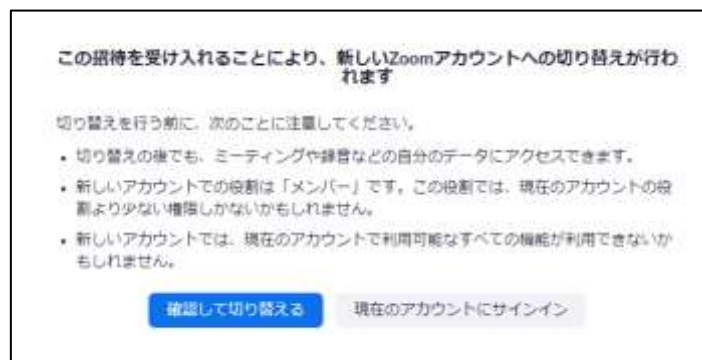 この招待を受け入れることにより、新しいZoomアカウントへの切り替えが行わ
れます
切り替えを行う前に、次のことに注意してください。
• 切り替えの後でも、ミーティングや録音などの自分のデータにアクセスできます。
• 新しいアカウントでの役割は「メンバー」です。この役割では、現在のアカウントの役
割より少ない権限しかないかもしれません。
• 新しいアカウントでは、現在のアカウントで利用可能なすべての機能が利用できないか
もしれません。
確認して切り替える 現在のアカウントにサインイン